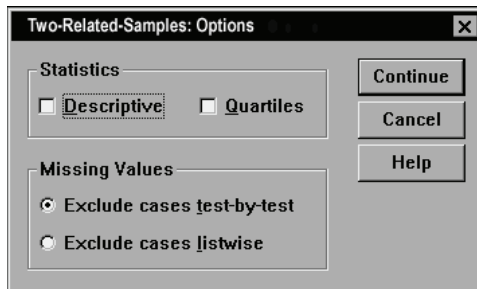 Two-Related-Samples: Options
Statistics
Descriptive
Quartiles
Missing Values
Exclude cases test-by-test
Exclude cases listwise
Continue
Cancel
Help